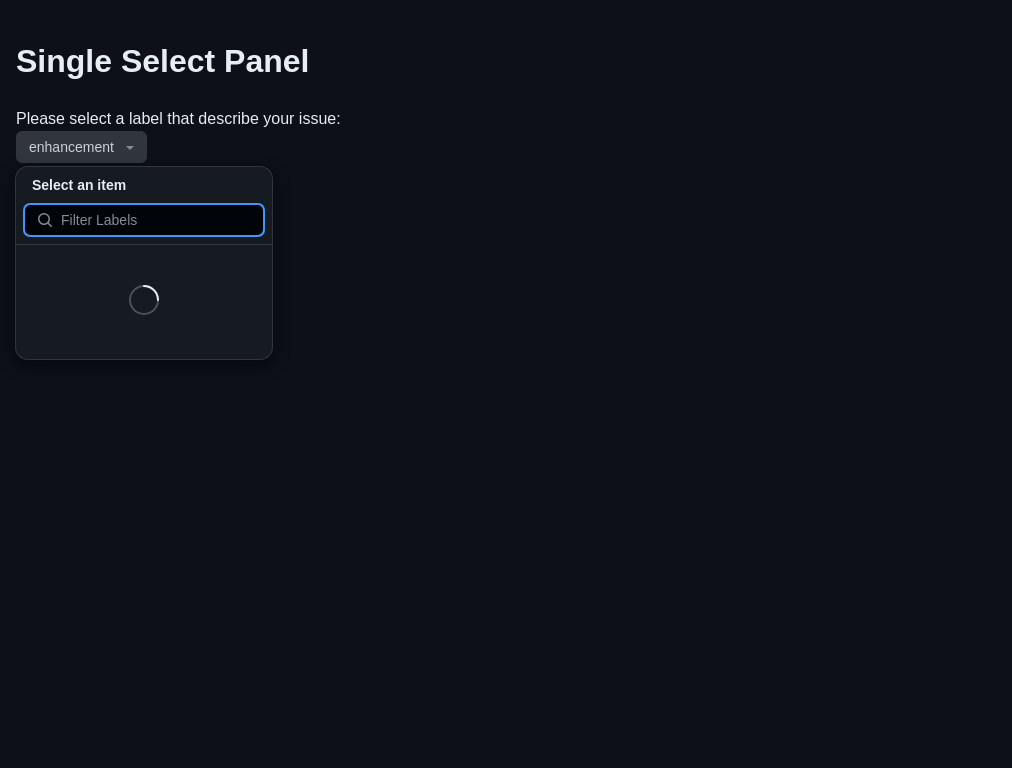 Single Select Panel
Please select a label that describe your issue:
enhancement
Select an item
Filter Labels